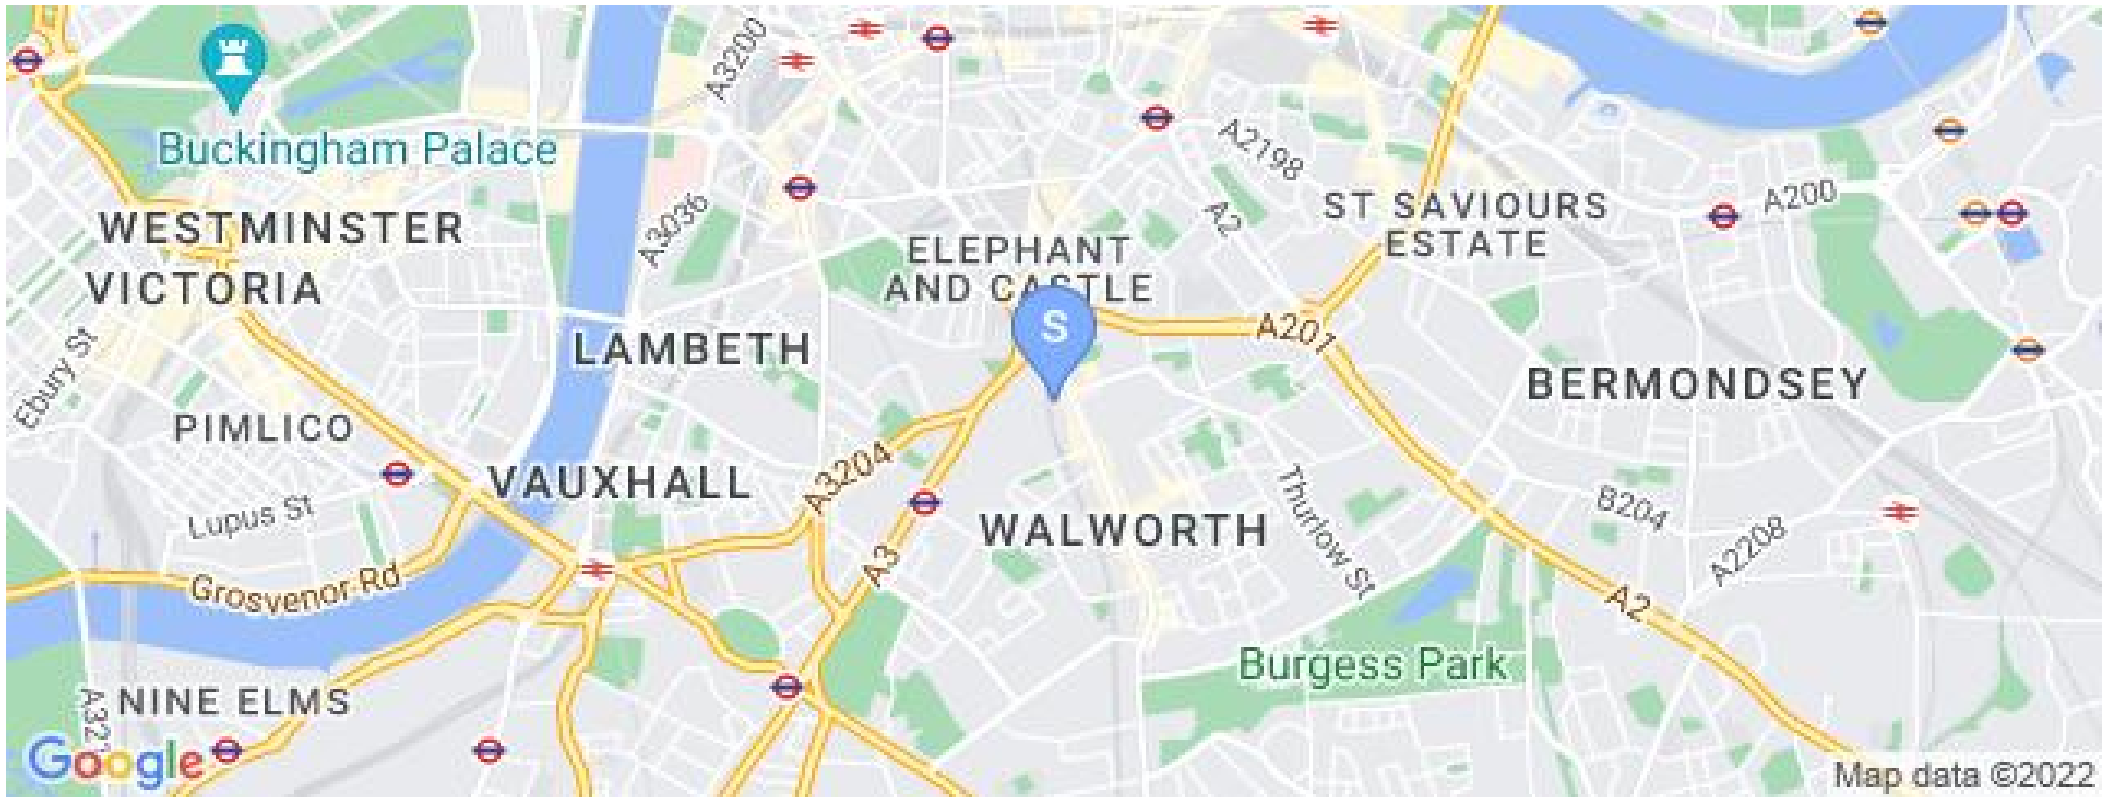 A3200
Buckingham Palace
A2198
A200
ST SAVIOURS
ESTATE
A2
WESTMINSTER
A3036
ELEPHANT
AND CASTLE
VICTORIA
S
A201
LAMBETH
Ebury St
BERMONDSEY
PIMLICO
A3204
VAUXHALL
Lupus St
Thurlow St
B204
WALWORTH
A2208
A3
Grosvenor Rd
A2
Burgess Park
NINE ELMS
Google
Map data ©2022